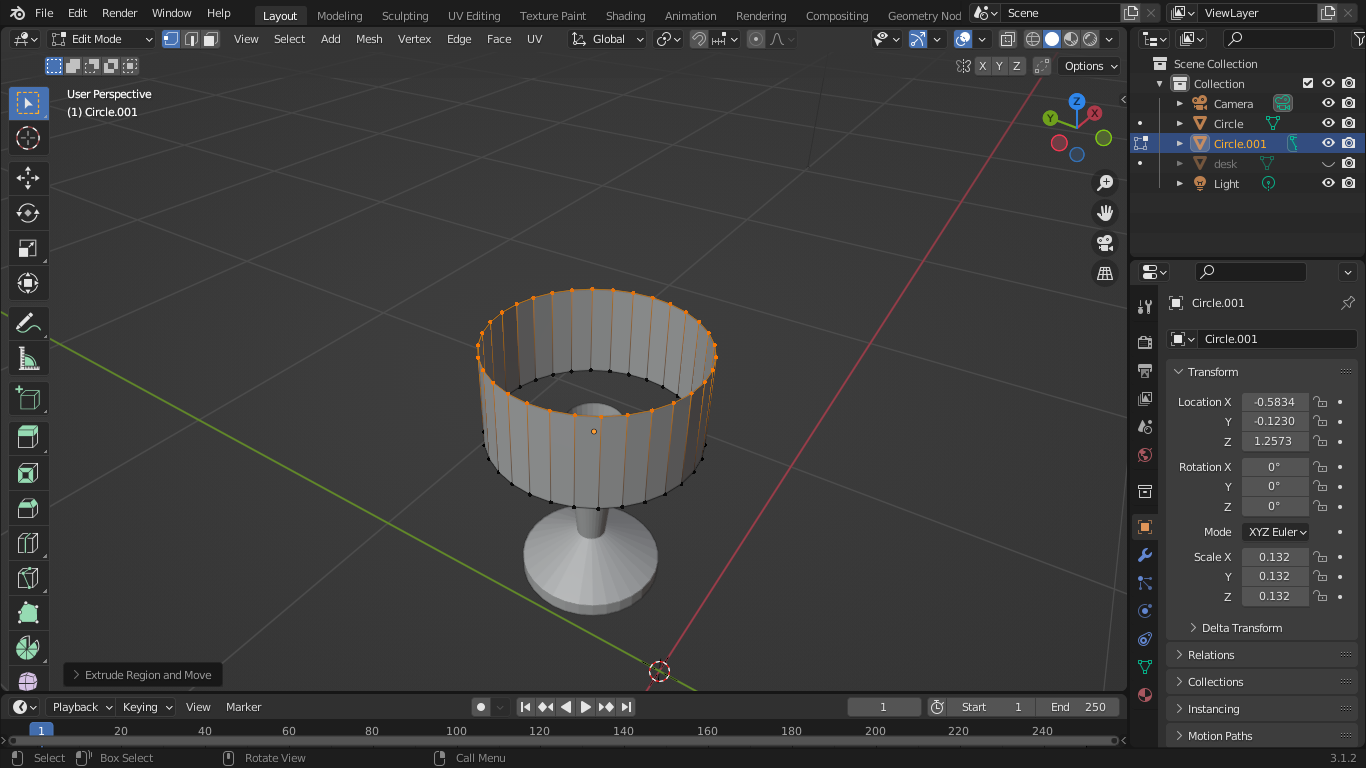 File Edit Render Window Help Layout Modeling Sculpting UV Editing Texture Paint Shading Animation Rendering Compositing Geometry Nod Scene ViewLayer
Edit Mode View Select Add Mesh Vertex Edge Face UV Global
X Y Z Options
User Perspective
(1) Circle.001
Z
X
Y
Scene Collection
Collection
Camera
Circle
Circle.001
desk
Light
Circle.001
Circle.001
Transform
Location X -0.5834
Y -0.1230
Z 1.2573
Rotation X 0°
Y 0°
Z 0°
Mode XYZ Euler
Scale X 0.132
Y 0.132
Z 0.132
Delta Transform
Relations
Collections
Instancing
Motion Paths
Extrude Region and Move
Playback Keying View Marker 1 Start 1 End 250
1 20 40 60 80 100 120 140 160 180 200 220 240
Select Box Select Rotate View Call Menu 3.1.2